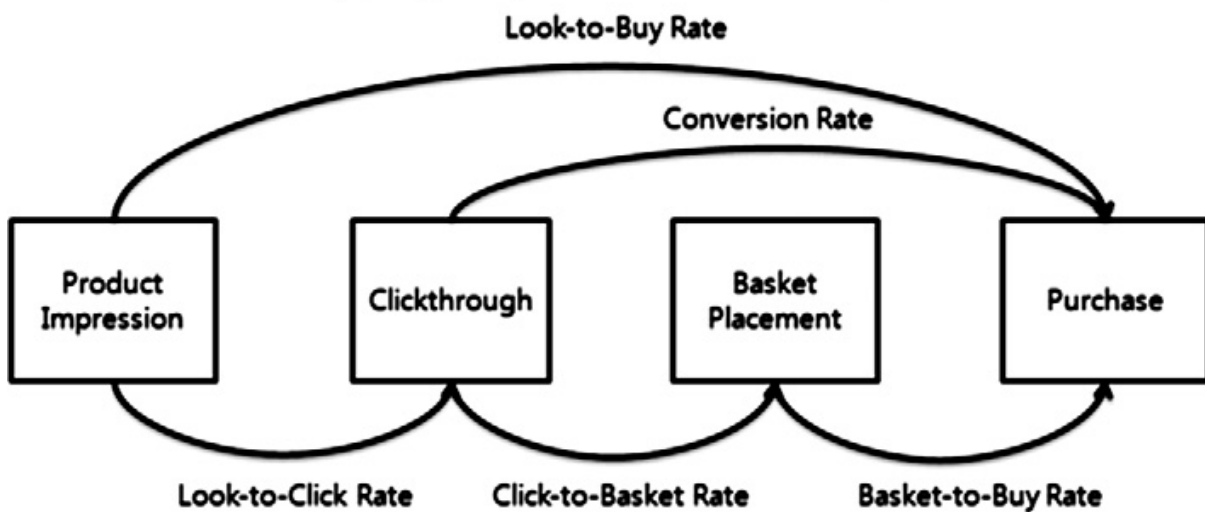 Look-to-Buy Rate
Conversion Rate
Product
Impression
Clickthrough
Basket
Placement
Purchase
Look-to-Click Rate
Click-to-Basket Rate
Basket-to-Buy Rate